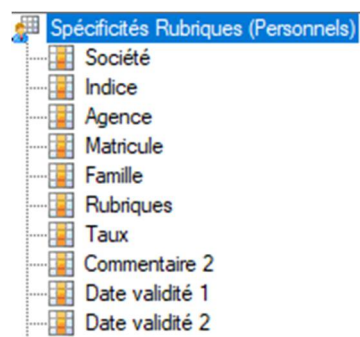 Spécificités Rubriques (Personnels)
Société
Indice
Agence
Matricule
Famille
Rubriques
Taux
Commentaire 2
Date validité 1
Date validité 2